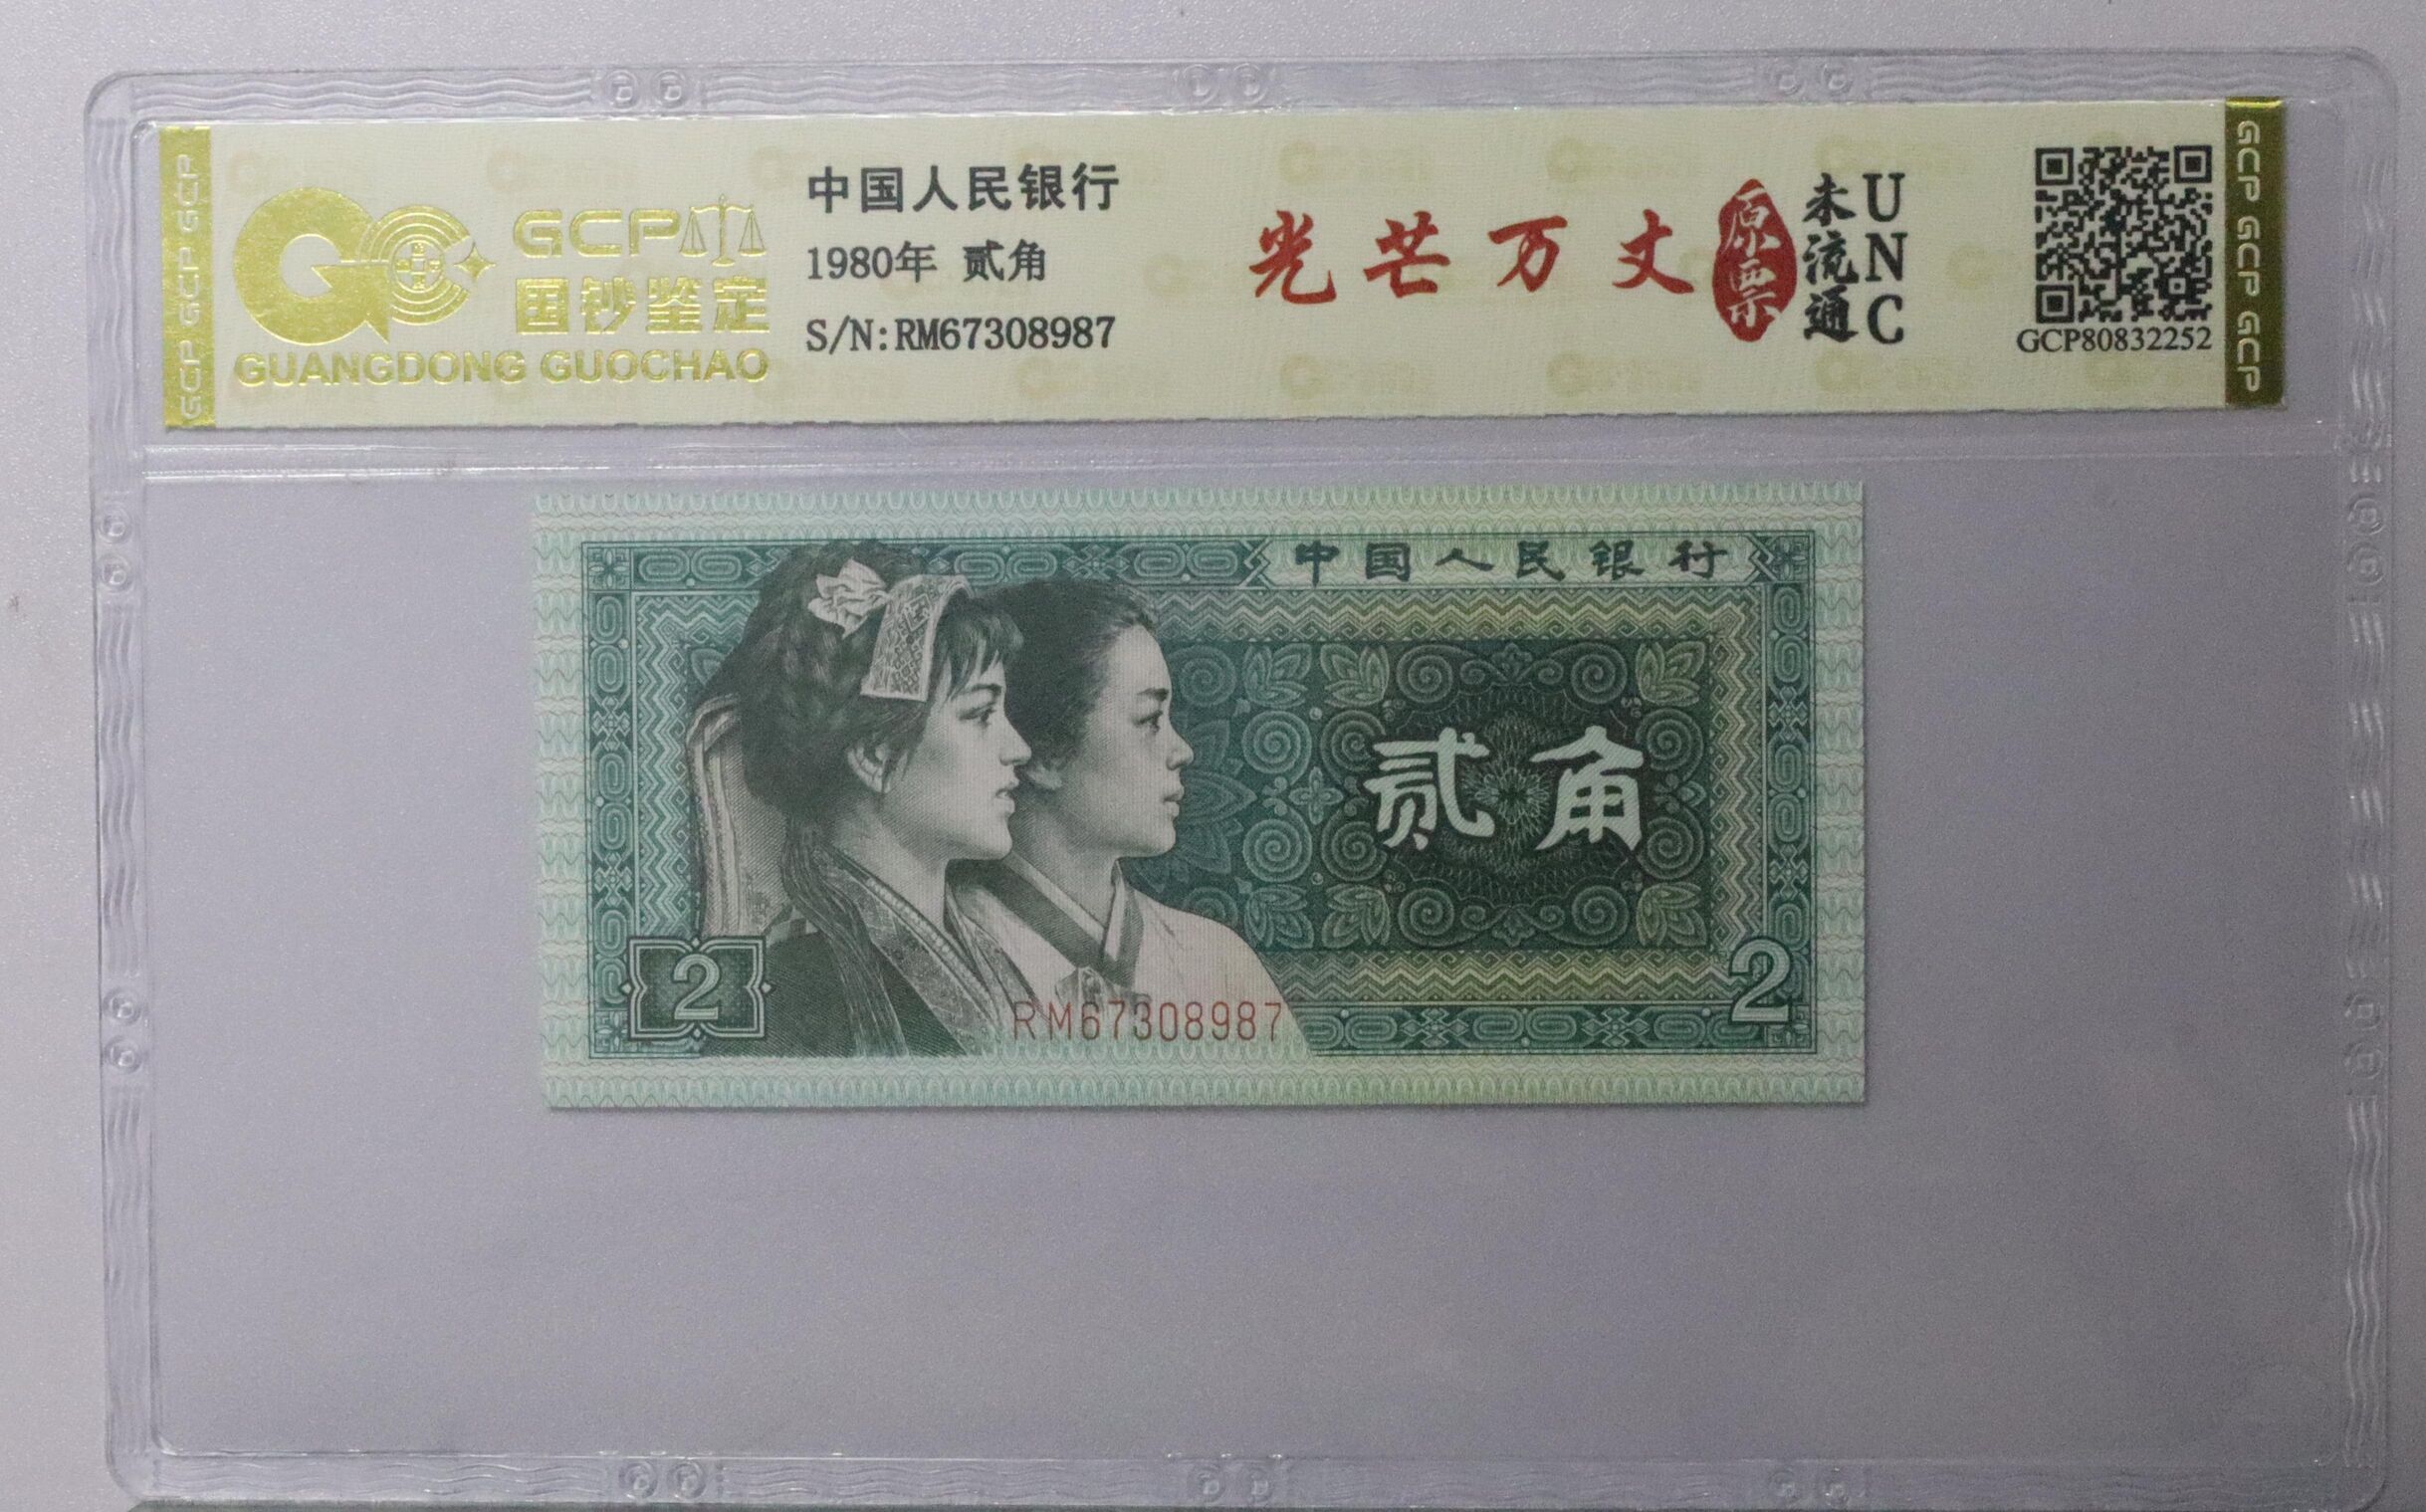 GCP GCP GCP
GCP
国钞鉴定
GUANGDONG GUOCHAO
中国人民银行
1980年 贰角
S/N:RM67308987
光芒万丈
原票
未流通
UNC
GCP80832252
GCP GCP GCP
中国人民银行
贰角
2
RM67308987
2